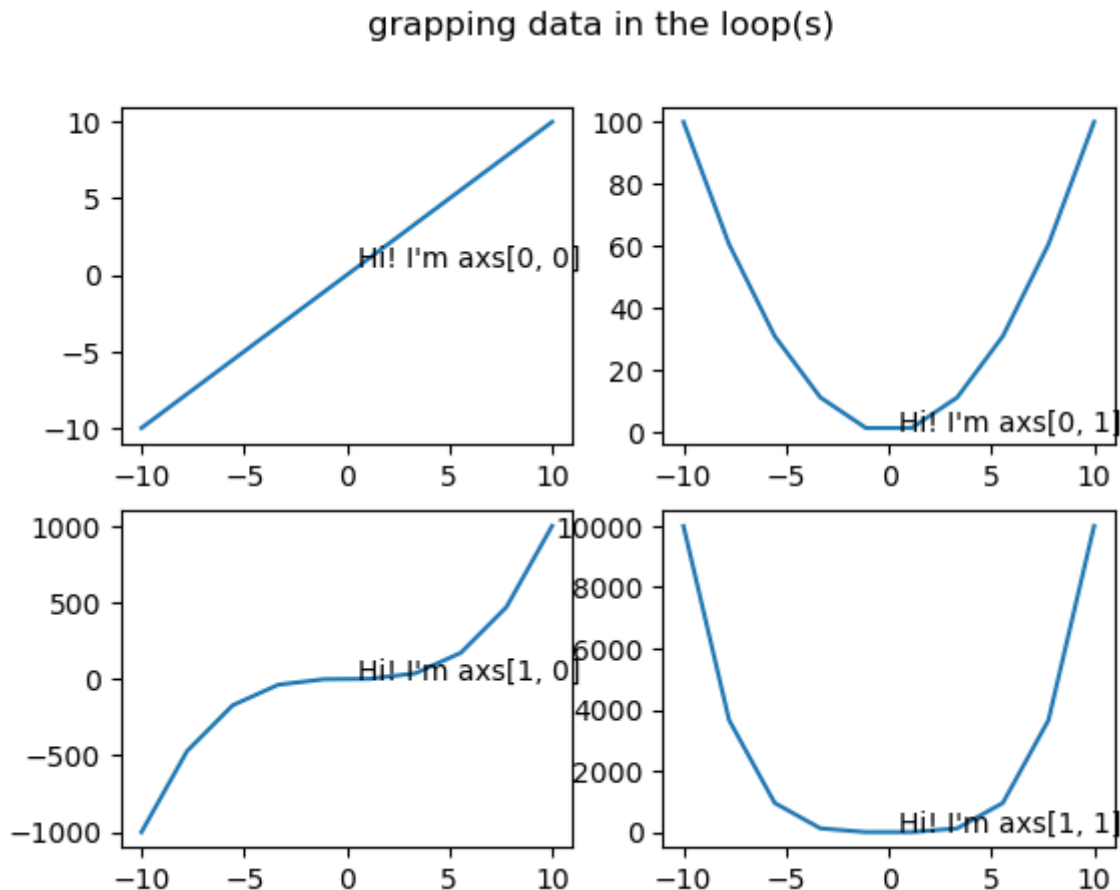 grapping data in the loop(s)
10
5
0
−5
−10
Hi! I'm axs[0, 0]
−10 −5 0 5 10
100
80
60
40
20
0
Hi! I'm axs[0, 1]
−10 −5 0 5 10
1000
500
0
−500
−1000
Hi! I'm axs[1, 0]
−10 −5 0 5 10
10000
8000
6000
4000
2000
0
Hi! I'm axs[1, 1]
−10 −5 0 5 10